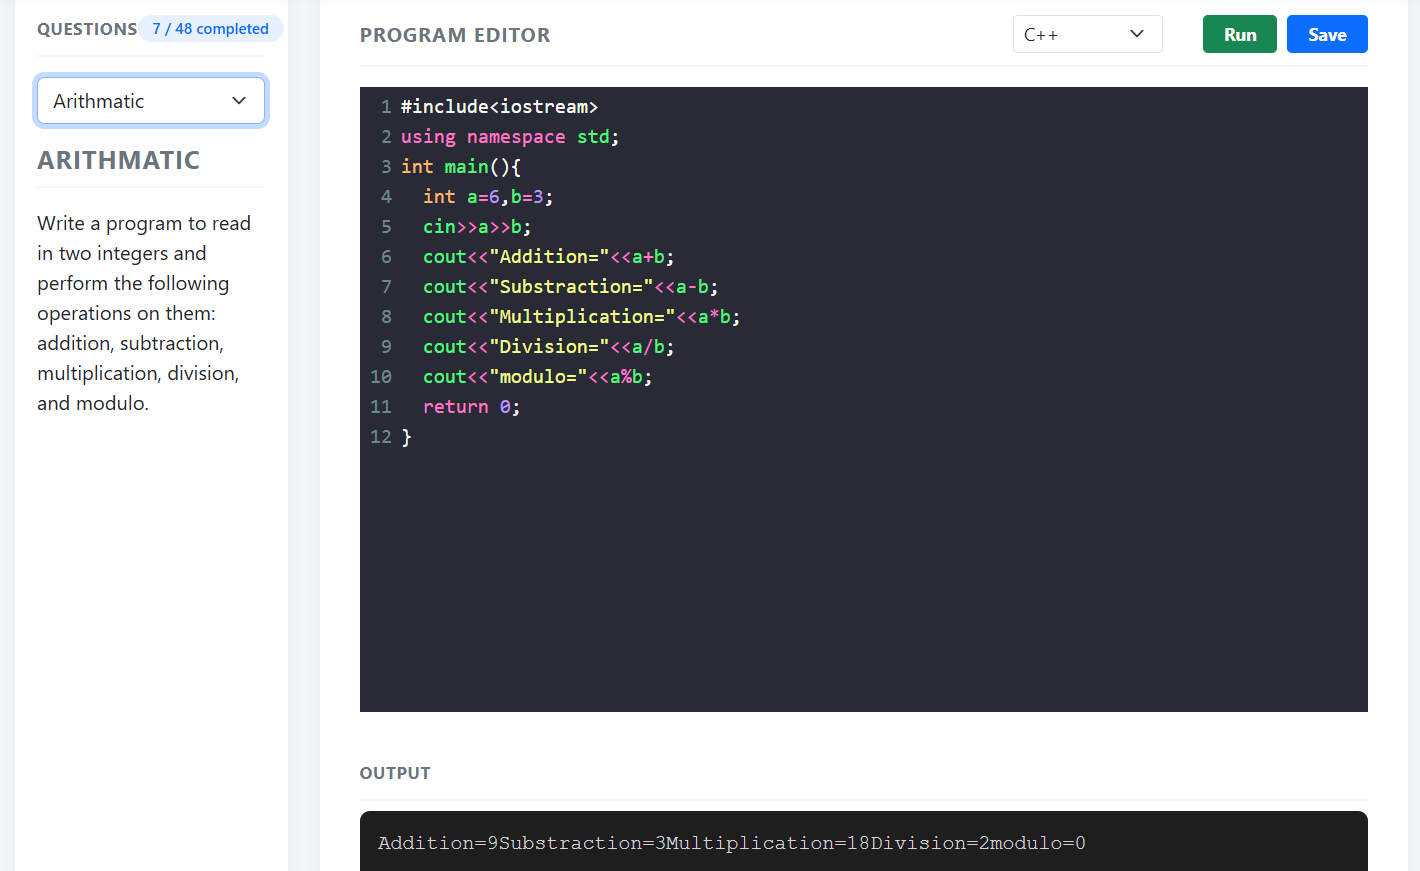 QUESTIONS 7 / 48 completed
Arithmatic
ARITHMATIC
Write a program to read
in two integers and
perform the following
operations on them:
addition, subtraction,
multiplication, division,
and modulo.
PROGRAM EDITOR C++ Run Save
1 #include<iostream>
2 using namespace std;
3 int main(){
4   int a=6,b=3;
5   cin>>a>>b;
6   cout<<"Addition="<<a+b;
7   cout<<"Substraction="<<a-b;
8   cout<<"Multiplication="<<a*b;
9   cout<<"Division="<<a/b;
10   cout<<"modulo="<<a%b;
11   return 0;
12 }
OUTPUT
Addition=9Substraction=3Multiplication=18Division=2modulo=0